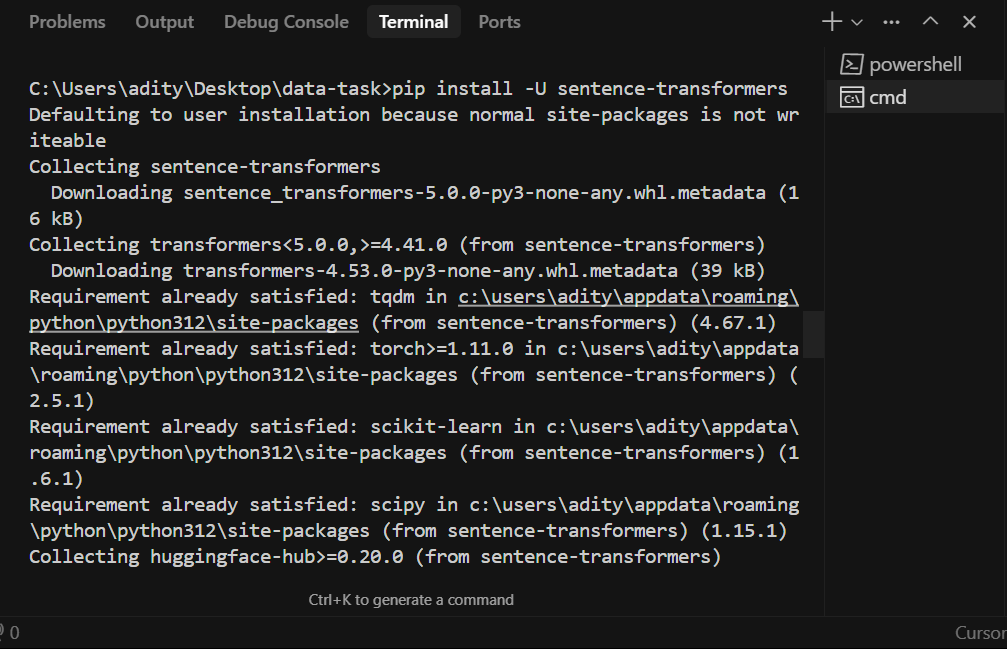 Problems Output Debug Console Terminal Ports
powershell
cmd
C:\Users\adity\Desktop\data-task>pip install -U sentence-transformers
Defaulting to user installation because normal site-packages is not wr
iteable
Collecting sentence-transformers
  Downloading sentence_transformers-5.0.0-py3-none-any.whl.metadata (1
6 kB)
Collecting transformers<5.0.0,>=4.41.0 (from sentence-transformers)
  Downloading transformers-4.53.0-py3-none-any.whl.metadata (39 kB)
Requirement already satisfied: tqdm in c:\users\adity\appdata\roaming\
python\python312\site-packages (from sentence-transformers) (4.67.1)
Requirement already satisfied: torch>=1.11.0 in c:\users\adity\appdata
\roaming\python\python312\site-packages (from sentence-transformers) (
2.5.1)
Requirement already satisfied: scikit-learn in c:\users\adity\appdata\
roaming\python\python312\site-packages (from sentence-transformers) (1
.6.1)
Requirement already satisfied: scipy in c:\users\adity\appdata\roaming
\python\python312\site-packages (from sentence-transformers) (1.15.1)
Collecting huggingface-hub>=0.20.0 (from sentence-transformers)
Ctrl+K to generate a command
0
Cursor